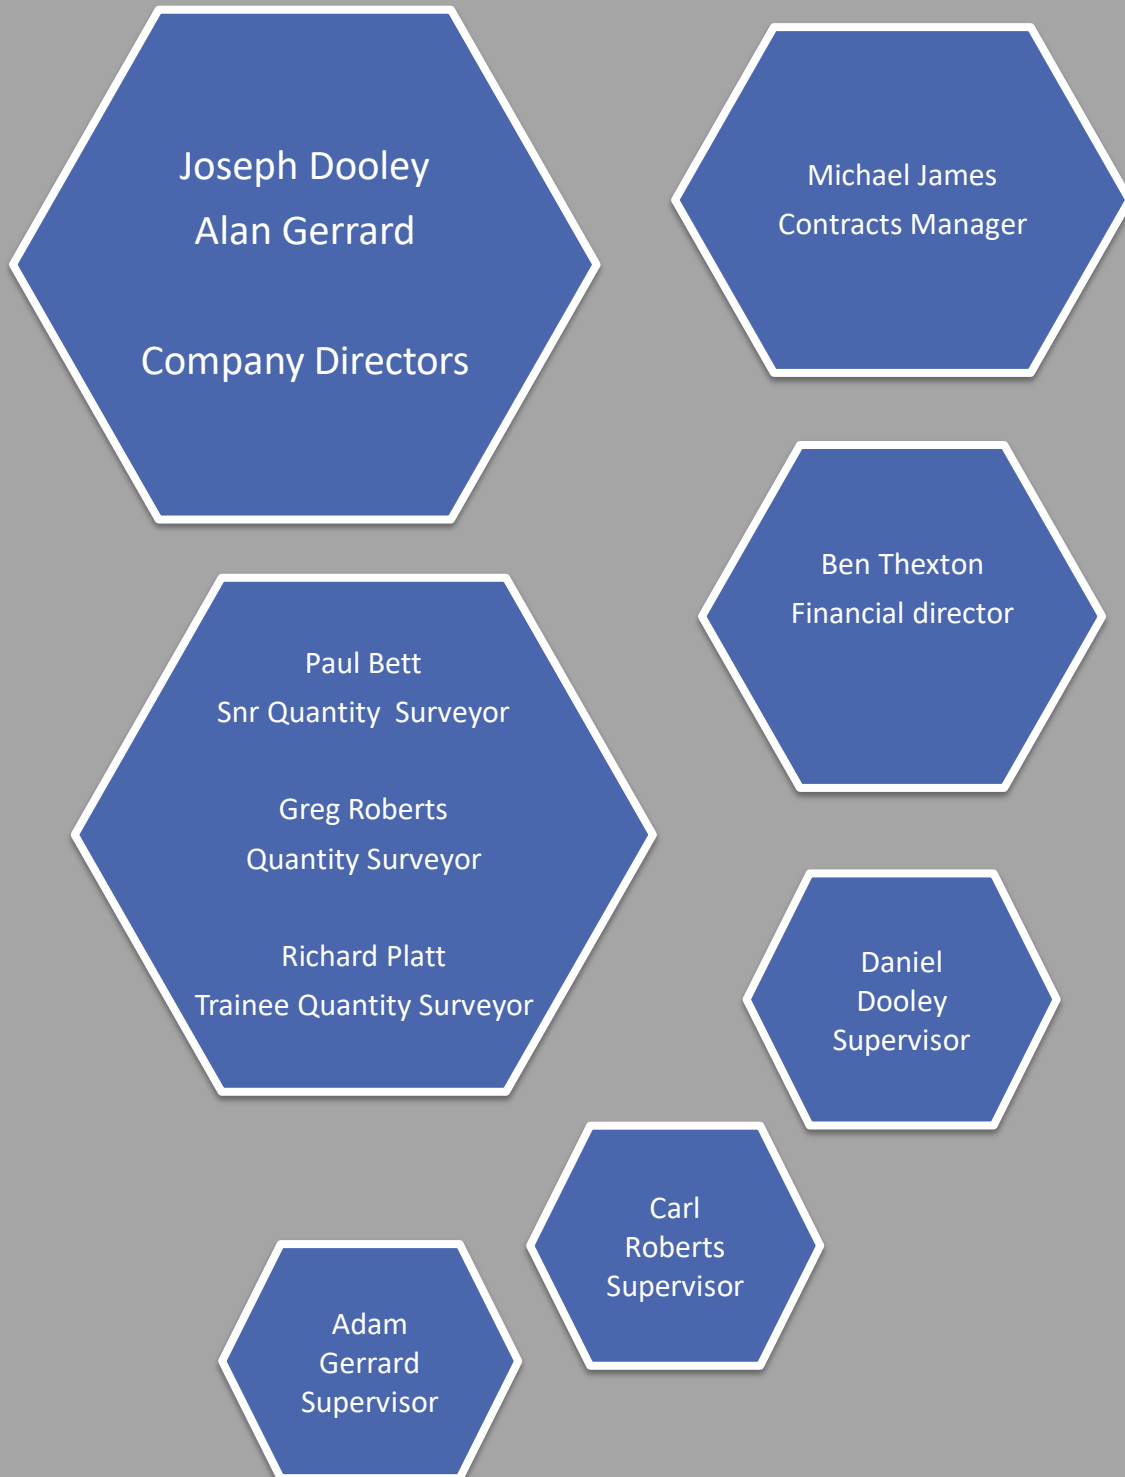 Joseph Dooley
Alan Gerrard
Company Directors
Michael James
Contracts Manager
Ben Thexton
Financial director
Paul Bett
Snr Quantity  Surveyor
Greg Roberts
Quantity Surveyor
Richard Platt
Trainee Quantity Surveyor
Daniel
Dooley
Supervisor
Carl
Roberts
Supervisor
Adam
Gerrard
Supervisor